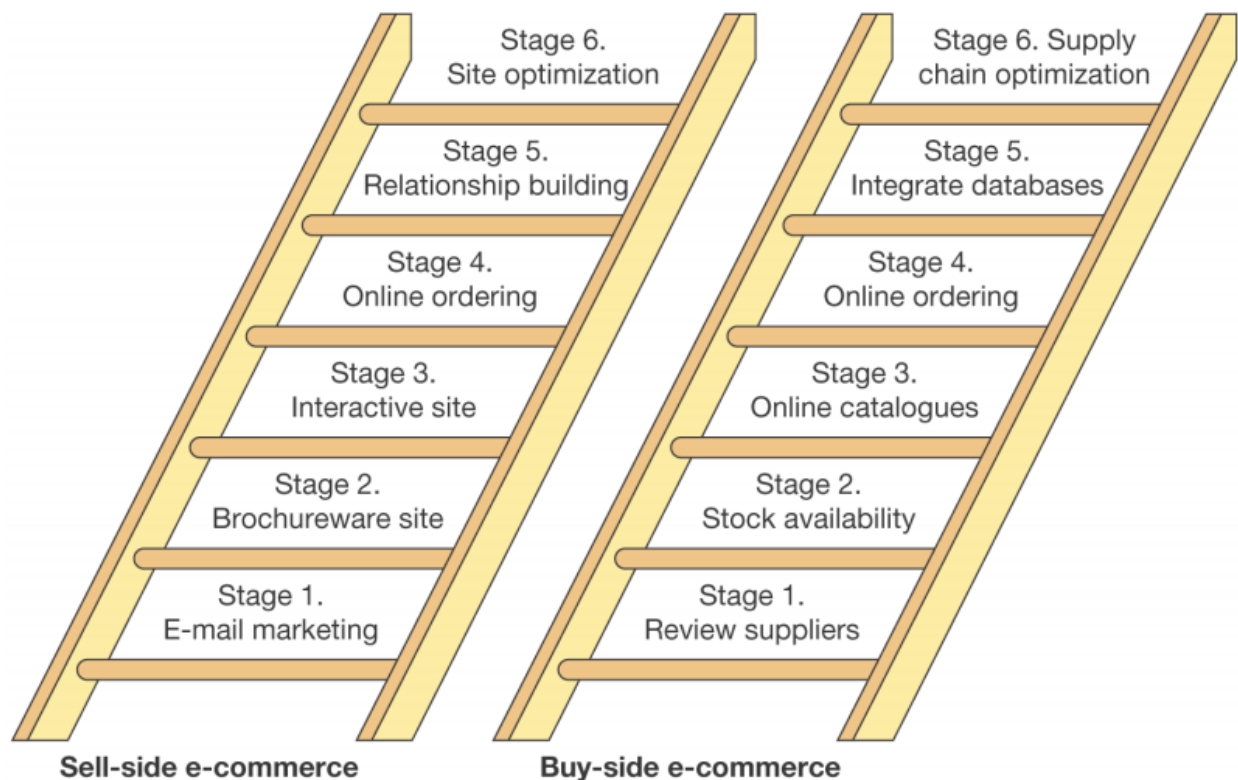 Stage 6.
Site optimization
Stage 5.
Relationship building
Stage 4.
Online ordering
Stage 3.
Interactive site
Stage 2.
Brochureware site
Stage 1.
E-mail marketing
Sell-side e-commerce
Stage 6. Supply
chain optimization
Stage 5.
Integrate databases
Stage 4.
Online ordering
Stage 3.
Online catalogues
Stage 2.
Stock availability
Stage 1.
Review suppliers
Buy-side e-commerce